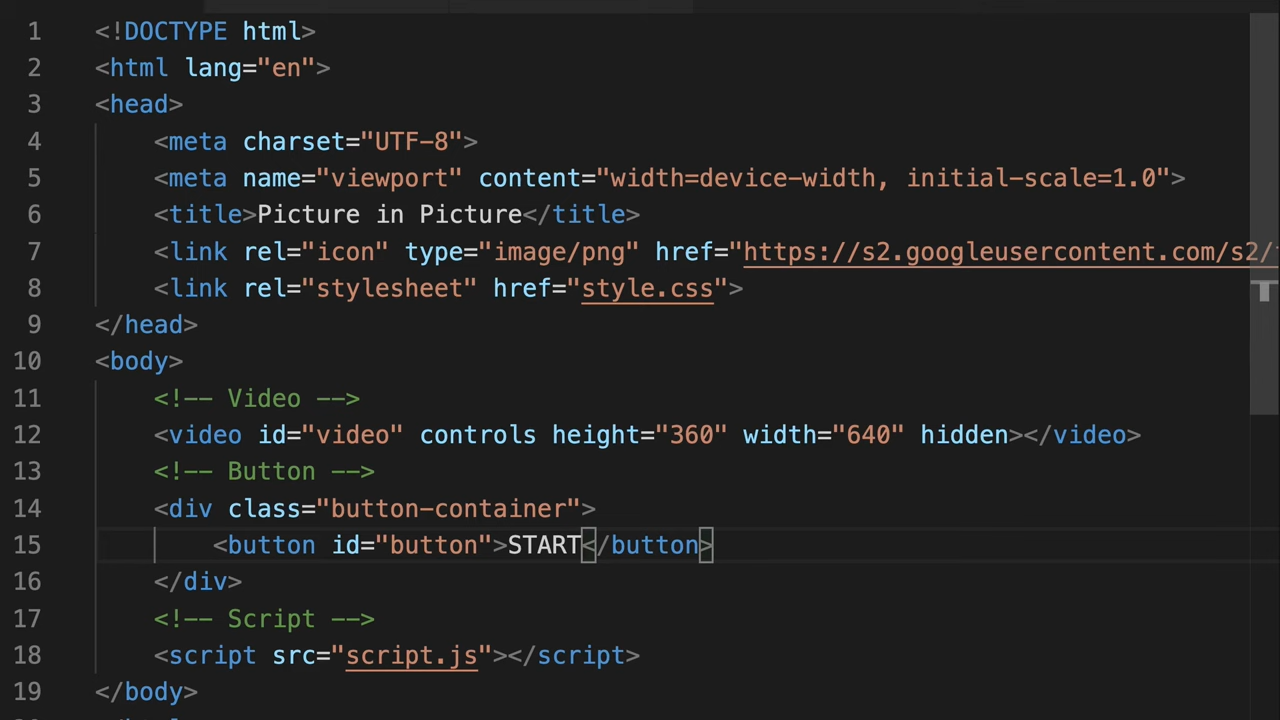 1 <!DOCTYPE html>
2 <html lang="en">
3 <head>
4 <meta charset="UTF-8">
5 <meta name="viewport" content="width=device-width, initial-scale=1.0">
6 <title>Picture in Picture</title>
7 <link rel="icon" type="image/png" href="https://s2.googleusercontent.com/s2/
8 <link rel="stylesheet" href="style.css">
9 </head>
10 <body>
11 <!-- Video -->
12 <video id="video" controls height="360" width="640" hidden></video>
13 <!-- Button -->
14 <div class="button-container">
15 <button id="button">START</button>
16 </div>
17 <!-- Script -->
18 <script src="script.js"></script>
19 </body>